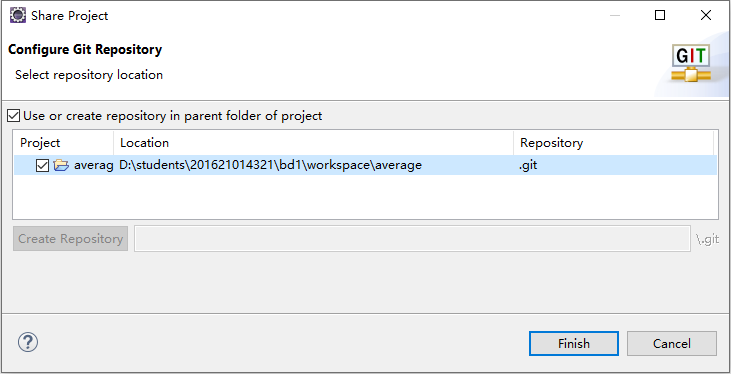 Share Project
Configure Git Repository
Select repository location
GIT
Use or create repository in parent folder of project
Project Location Repository
averag D:\students\201621014321\bd1\workspace\average .git
Create Repository \.git
? Finish Cancel